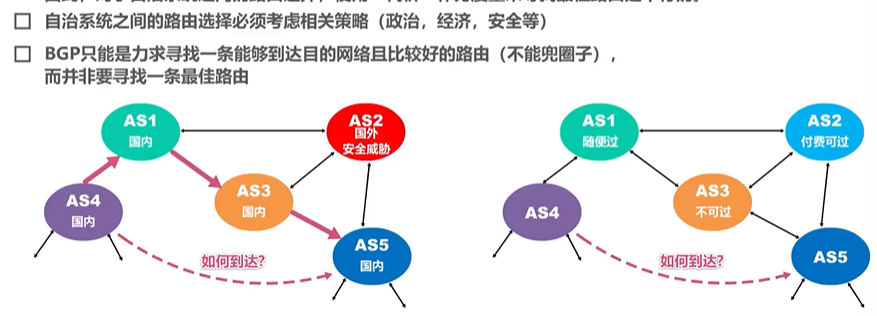 自治系统之间的路由选择必须考虑相关策略（政治，经济，安全等）
BGP只能是力求寻找一条能够到达目的网络且比较好的路由（不能兜圈子），
而并非要寻找一条最佳路由
AS1
国内
AS2
国外
安全威胁
AS3
国内
AS4
国内
AS5
国内
如何到达?
AS1
随便过
AS2
付费可过
AS3
不可过
AS4
AS5
如何到达?